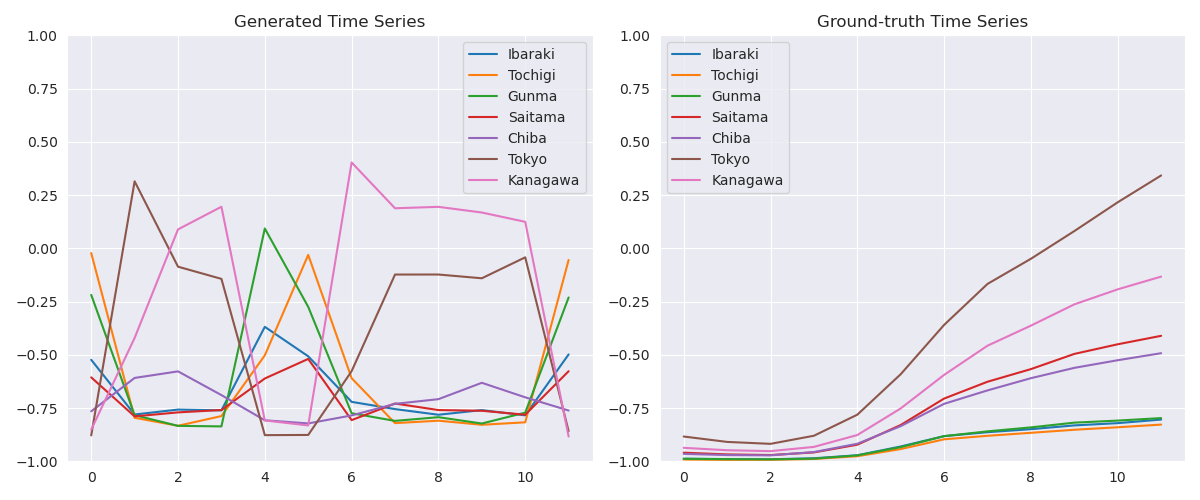 Generated Time Series
1.00
0.75
0.50
0.25
0.00
−0.25
−0.50
−0.75
−1.00
0 2 4 6 8 10
Ibaraki
Tochigi
Gunma
Saitama
Chiba
Tokyo
Kanagawa
Ground-truth Time Series
1.00
0.75
0.50
0.25
0.00
−0.25
−0.50
−0.75
−1.00
0 2 4 6 8 10
Ibaraki
Tochigi
Gunma
Saitama
Chiba
Tokyo
Kanagawa